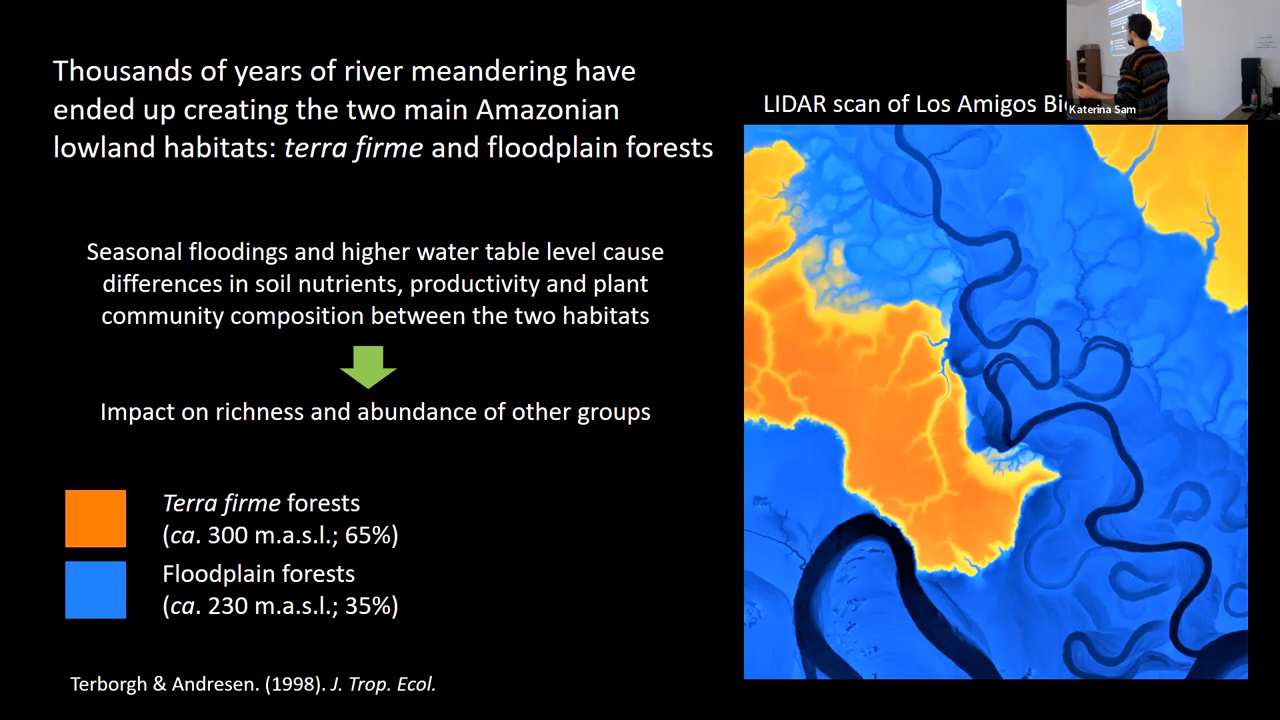 Thousands of years of river meandering have
ended up creating the two main Amazonian
lowland habitats: terra firme and floodplain forests
LIDAR scan of Los Amigos
Katerina Sam
Seasonal floodings and higher water table level cause
differences in soil nutrients, productivity and plant
community composition between the two habitats
Impact on richness and abundance of other groups
Terra firme forests
(ca. 300 m.a.s.l.; 65%)
Floodplain forests
(ca. 230 m.a.s.l.; 35%)
Terborgh & Andresen. (1998). J. Trop. Ecol.